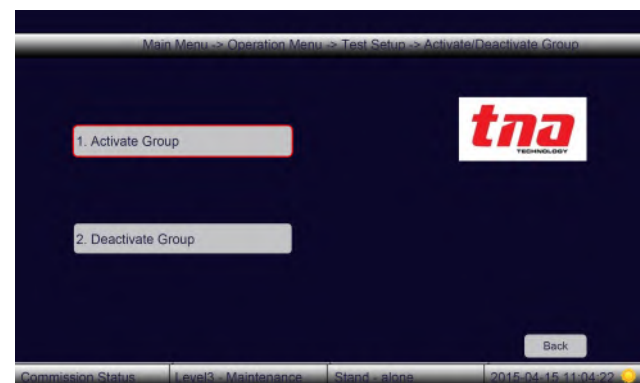 Main Menu -> Operation Menu -> Test Setup -> Activate/Deactivate Group
1. Activate Group
tna
TECHNOLOGY
2. Deactivate Group
Back
Commission Status Level3 - Maintenance Stand - alone 2015-04-15 11:04:22